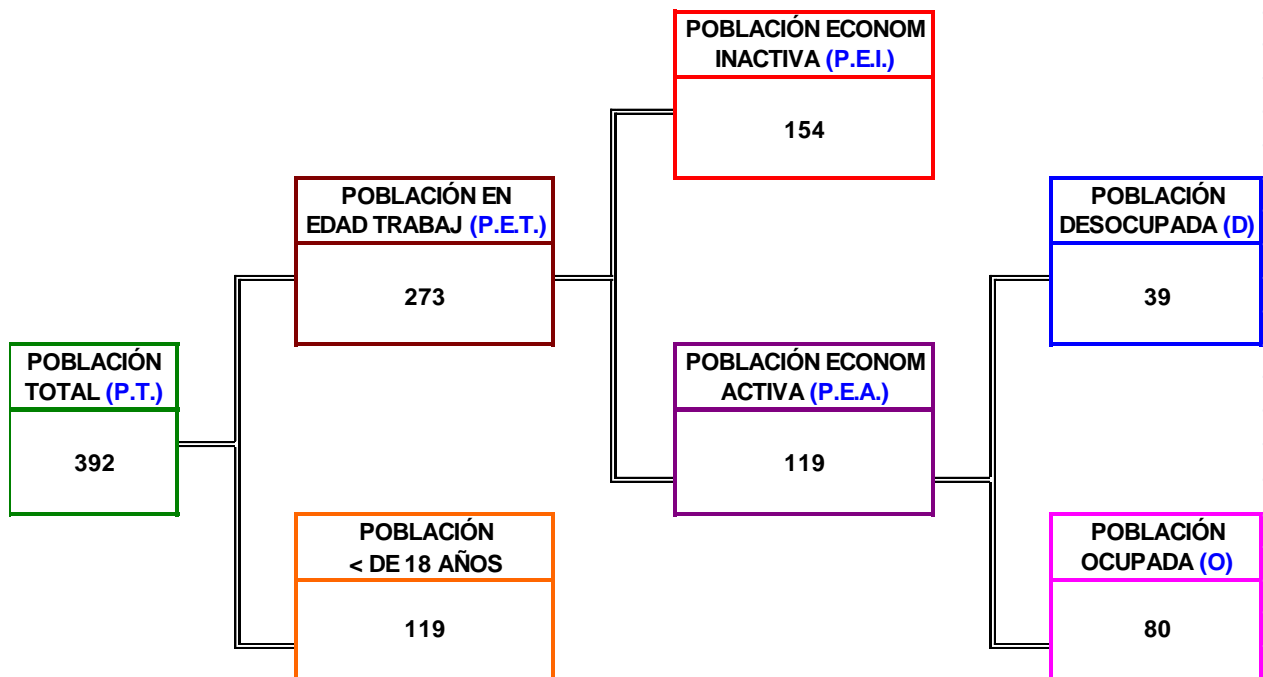 POBLACIÓN ECONOM
INACTIVA (P.E.I.)
154
POBLACIÓN EN
EDAD TRABAJ (P.E.T.)
273
POBLACIÓN
DESOCUPADA (D)
39
POBLACIÓN
TOTAL (P.T.)
392
POBLACIÓN ECONOM
ACTIVA (P.E.A.)
119
POBLACIÓN
< DE 18 AÑOS
119
POBLACIÓN
OCUPADA (O)
80